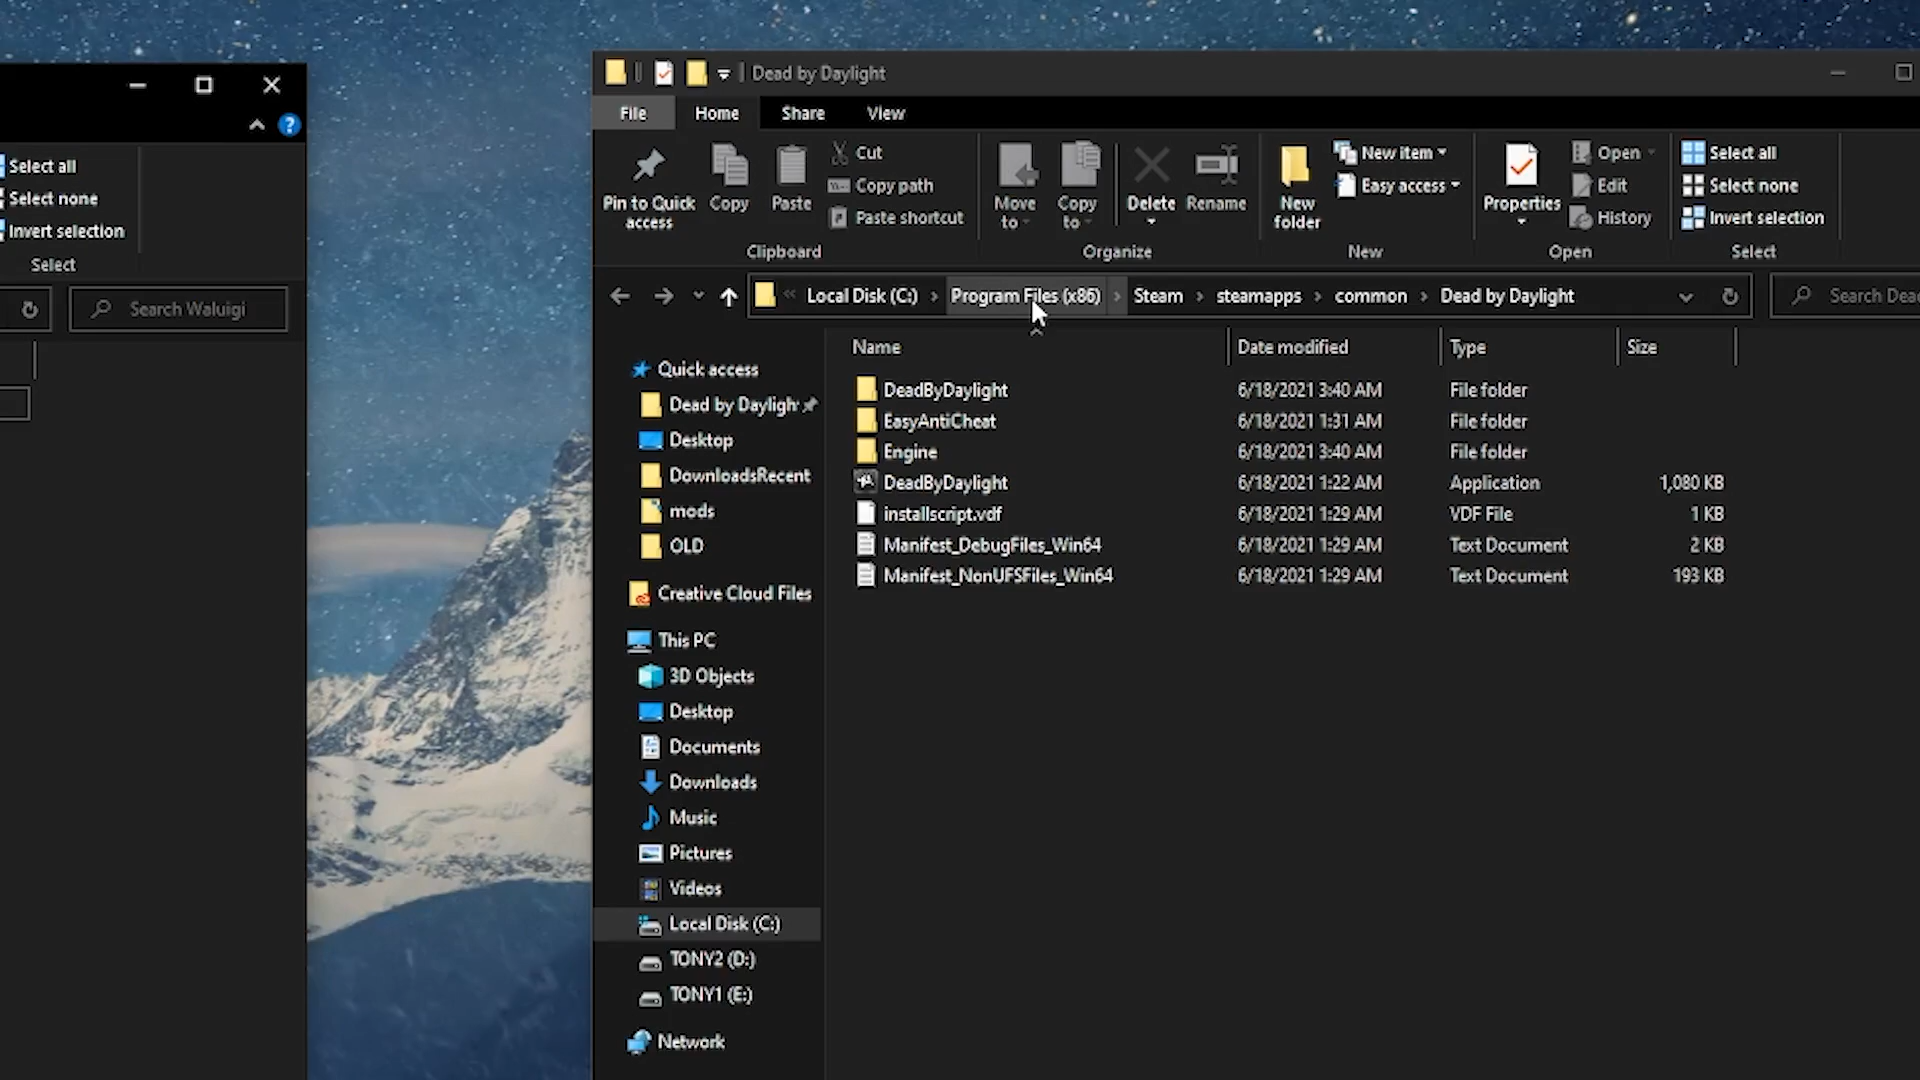 Select all
Select none
Invert selection
Select
Search Waluigi
Dead by Daylight
File Home Share View
Pin to Quick access
Copy
Paste
Cut
Copy path
Paste shortcut
Clipboard
Move to
Copy to
Delete
Rename
Organize
New folder
New item
Easy access
New
Properties
Open
Edit
History
Open
Select all
Select none
Invert selection
Select
« Local Disk (C:) › Program Files (x86) › Steam › steamapps › common › Dead by Daylight
Search Dea
Quick access
Dead by Dayligh
Desktop
DownloadsRecent
mods
OLD
Creative Cloud Files
This PC
3D Objects
Desktop
Documents
Downloads
Music
Pictures
Videos
Local Disk (C:)
TONY2 (D:)
TONY1 (E:)
Network
Name Date modified Type Size
DeadByDaylight 6/18/2021 3:40 AM File folder
EasyAntiCheat 6/18/2021 1:31 AM File folder
Engine 6/18/2021 3:40 AM File folder
DeadByDaylight 6/18/2021 1:22 AM Application 1,080 KB
installscript.vdf 6/18/2021 1:29 AM VDF File 1 KB
Manifest_DebugFiles_Win64 6/18/2021 1:29 AM Text Document 2 KB
Manifest_NonUFSFiles_Win64 6/18/2021 1:29 AM Text Document 193 KB